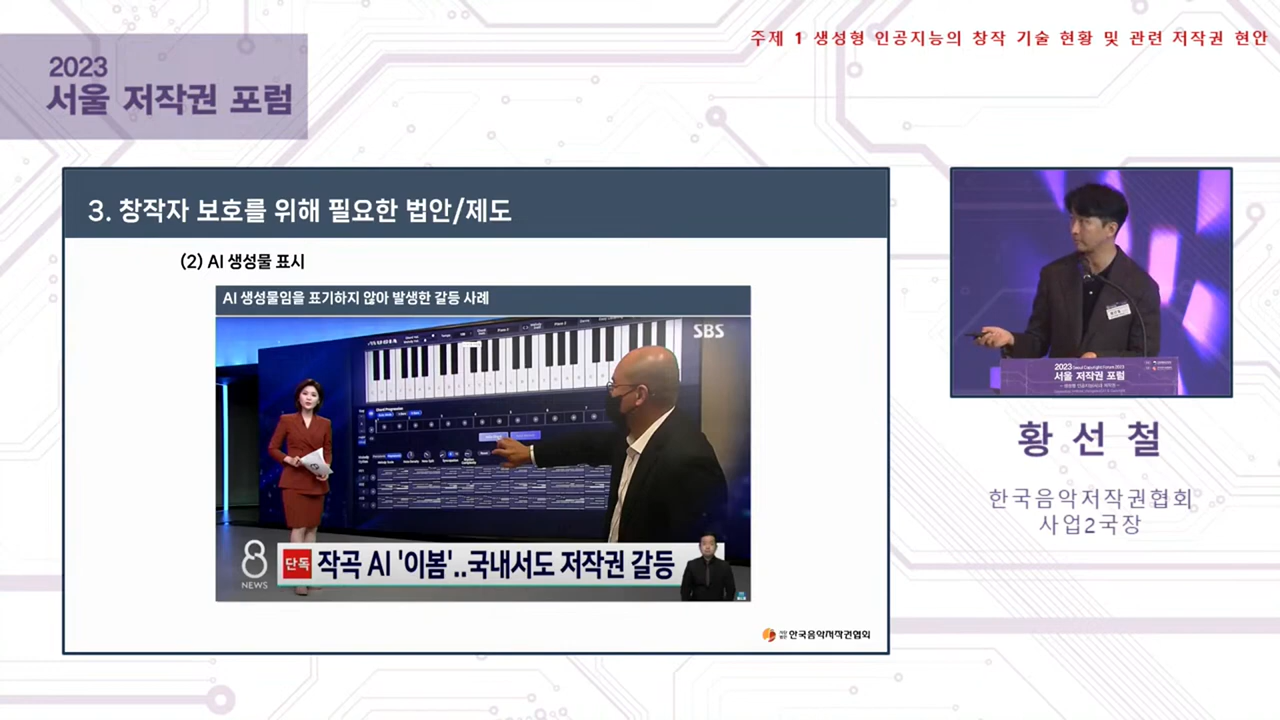 주제 1 생성형 인공지능의 창작 기술 현황 및 관련 저작권 현안
2023
서울 저작권 포럼
3. 창작자 보호를 위해 필요한 법안/제도
(2) AI 생성물 표시
AI 생성물임을 표기하지 않아 발생한 갈등 사례
SBS
8
NEWS
단독
작곡 AI '이봄'..국내서도 저작권 갈등
한국음악저작권협회
2023 Seoul Copyright Forum 2023
서울 저작권 포럼
황선철
한국음악저작권협회
사업2국장